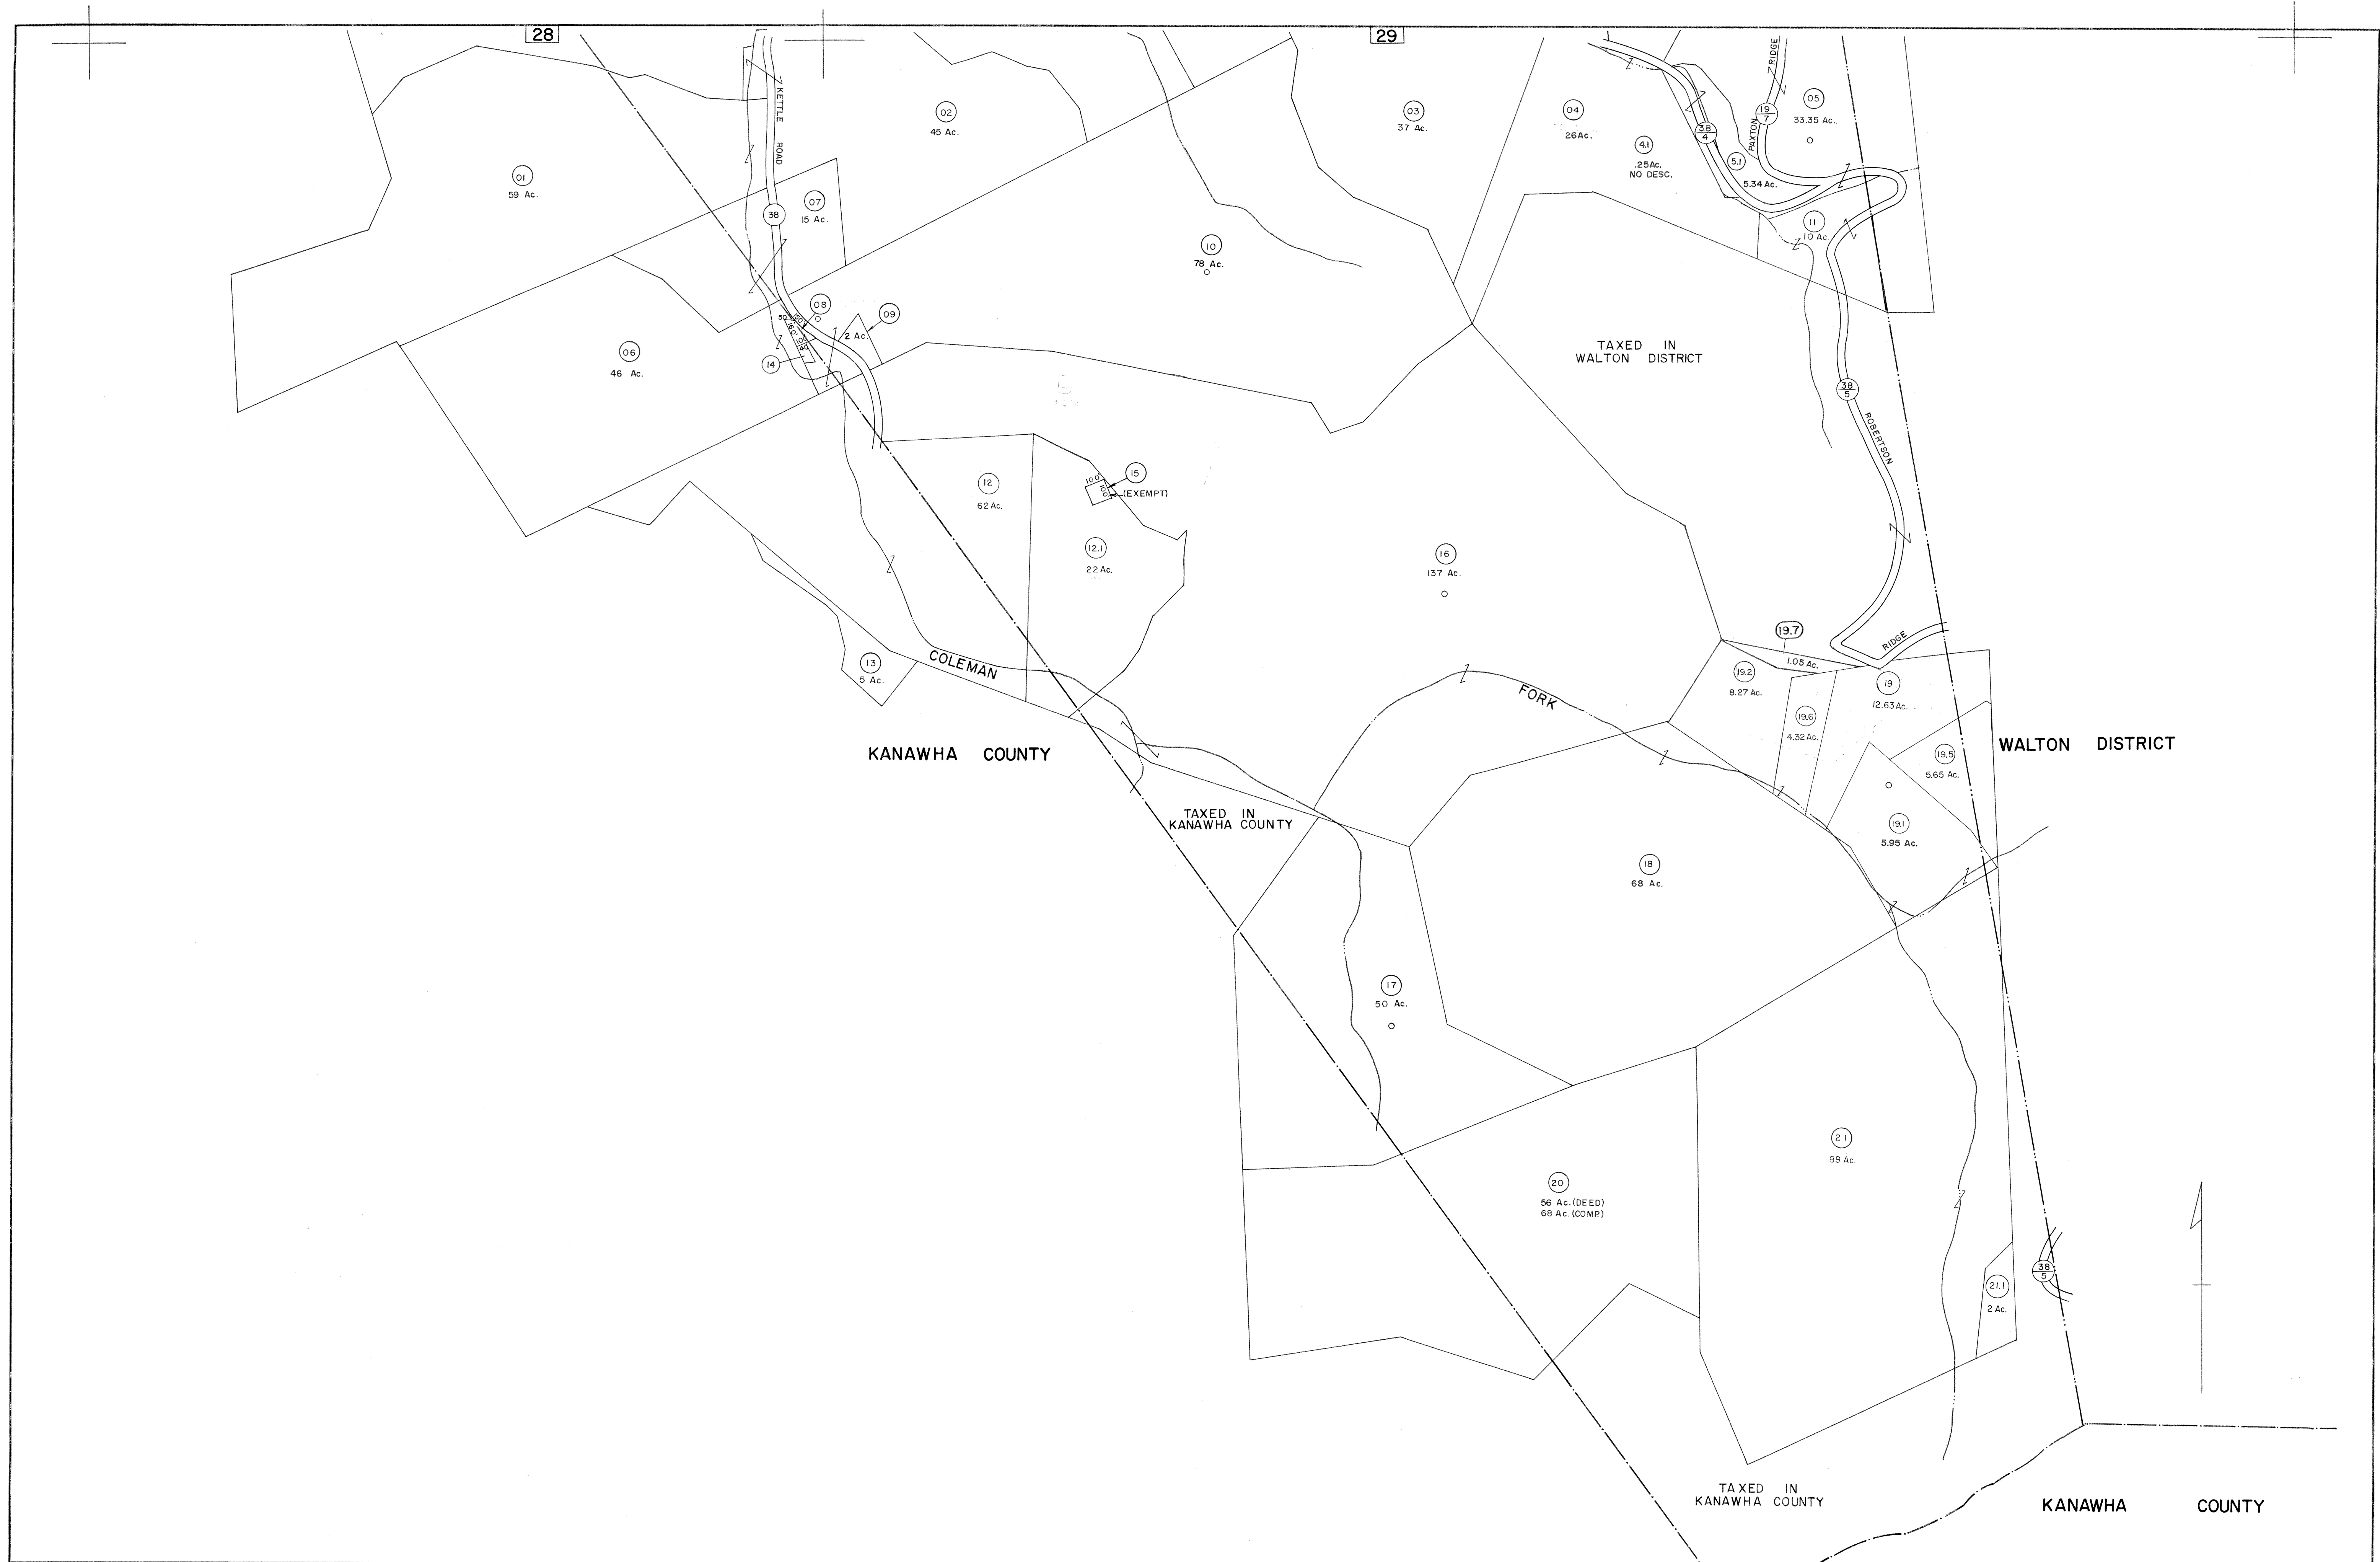 28
29
KETTLE ROAD
02
45 Ac.
03
37 Ac.
04
26Ac.
4.1
.25Ac.
NO DESC.
38
4
PAXTON
RIDGE
19
7
05
33.35 Ac.
5.1
5.34 Ac.
01
59 Ac.
07
15 Ac.
38
10
78 Ac.
11
10 Ac.
08
09
2 Ac.
50
160
100
40
14
06
46 Ac.
TAXED IN
WALTON DISTRICT
38
5
ROBERTSON
RIDGE
12
62 Ac.
100'
100'
15
(EXEMPT)
12.1
22 Ac.
16
137 Ac.
13
5 Ac.
COLEMAN
FORK
19.7
1.05 Ac.
19.2
8.27 Ac.
19
12.63 Ac.
19.6
4.32 Ac.
19.5
5.65 Ac.
19.1
5.95 Ac.
WALTON DISTRICT
KANAWHA COUNTY
TAXED IN
KANAWHA COUNTY
18
68 Ac.
17
50 Ac.
21
89 Ac.
20
56 Ac. (DEED)
68 Ac. (COMP.)
38
5
21.1
2 Ac.
TAXED IN
KANAWHA COUNTY
KANAWHA COUNTY